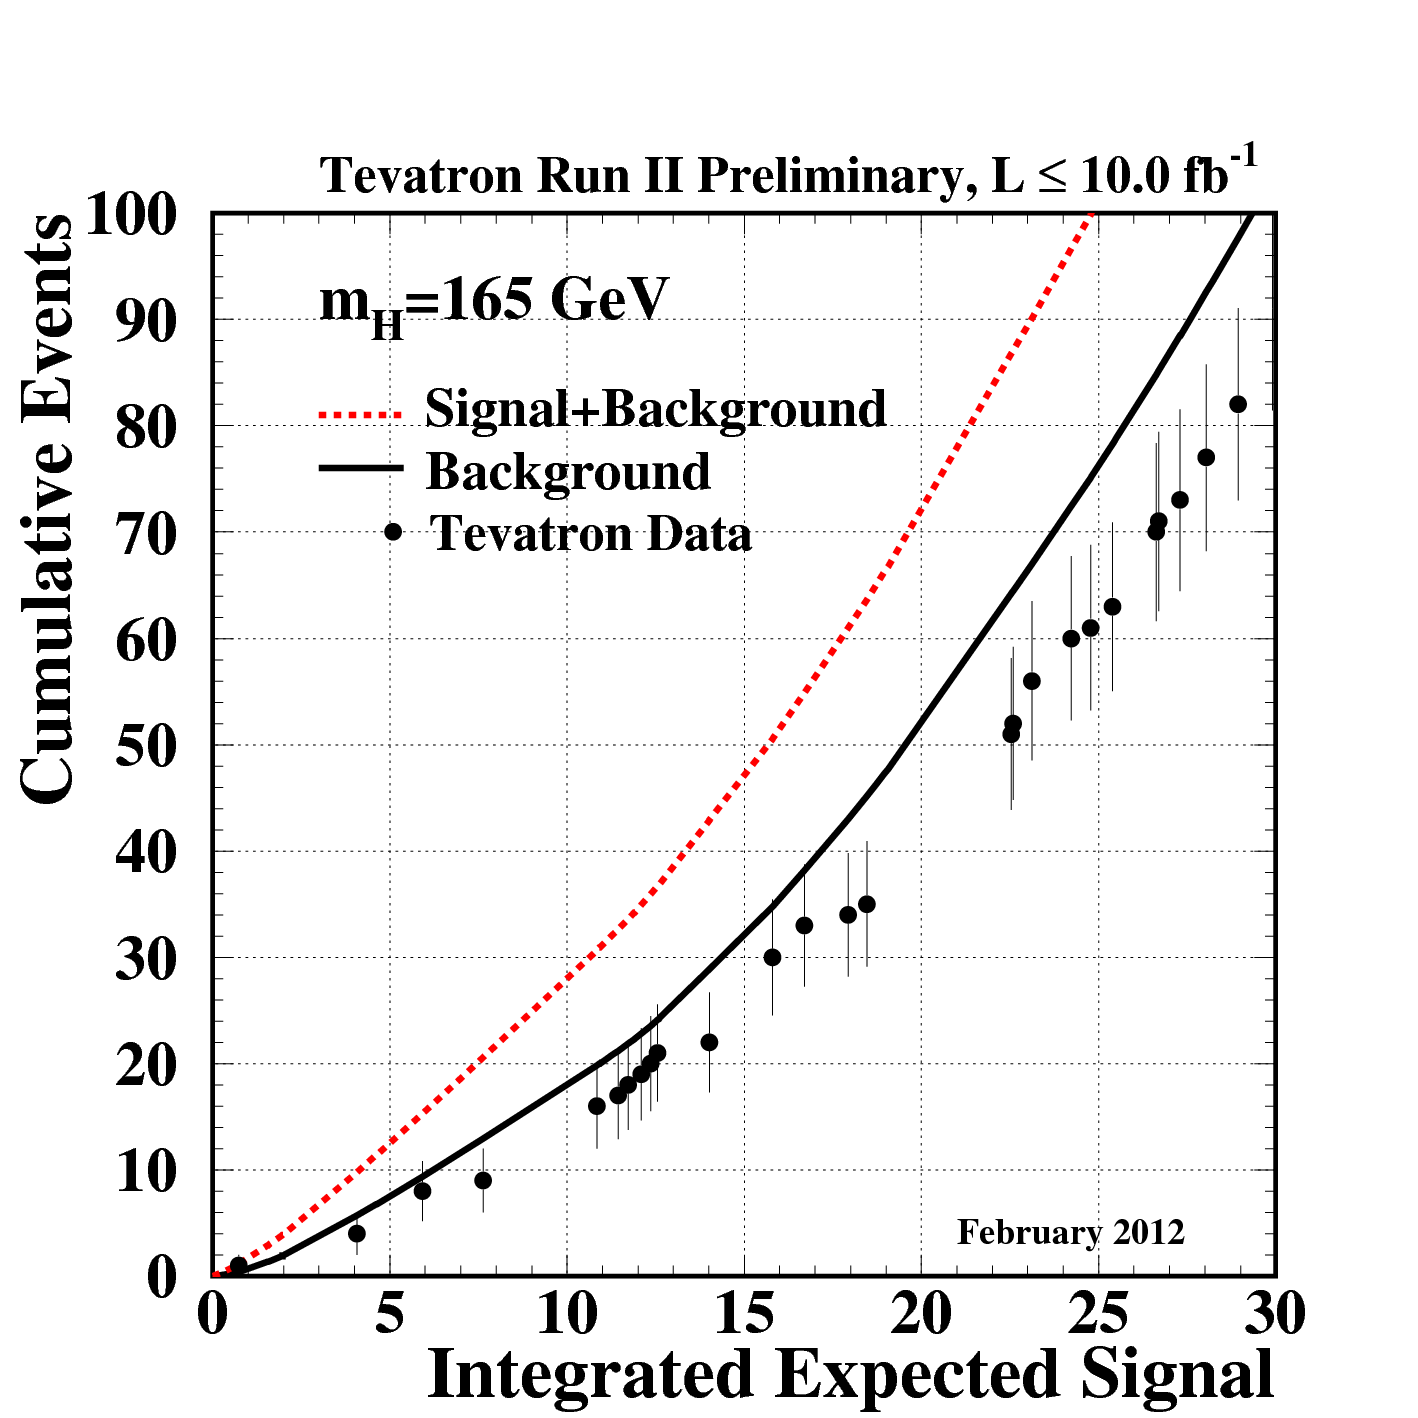 Tevatron Run II Preliminary, L ≤ 10.0 fb-1
100
90
80
70
60
50
40
30
20
10
0
Cumulative Events
mH=165 GeV
Signal+Background
Background
Tevatron Data
February 2012
0 5 10 15 20 25 30
Integrated Expected Signal